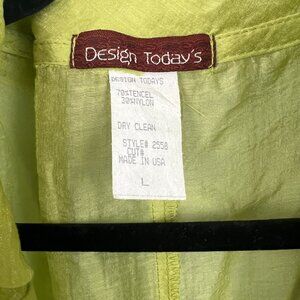 Design Today's
DESIGN TODAYS
70%TENCEL
30%NYLON
DRY CLEAN
STYLE# 2558
CUT#
MADE IN USA
L